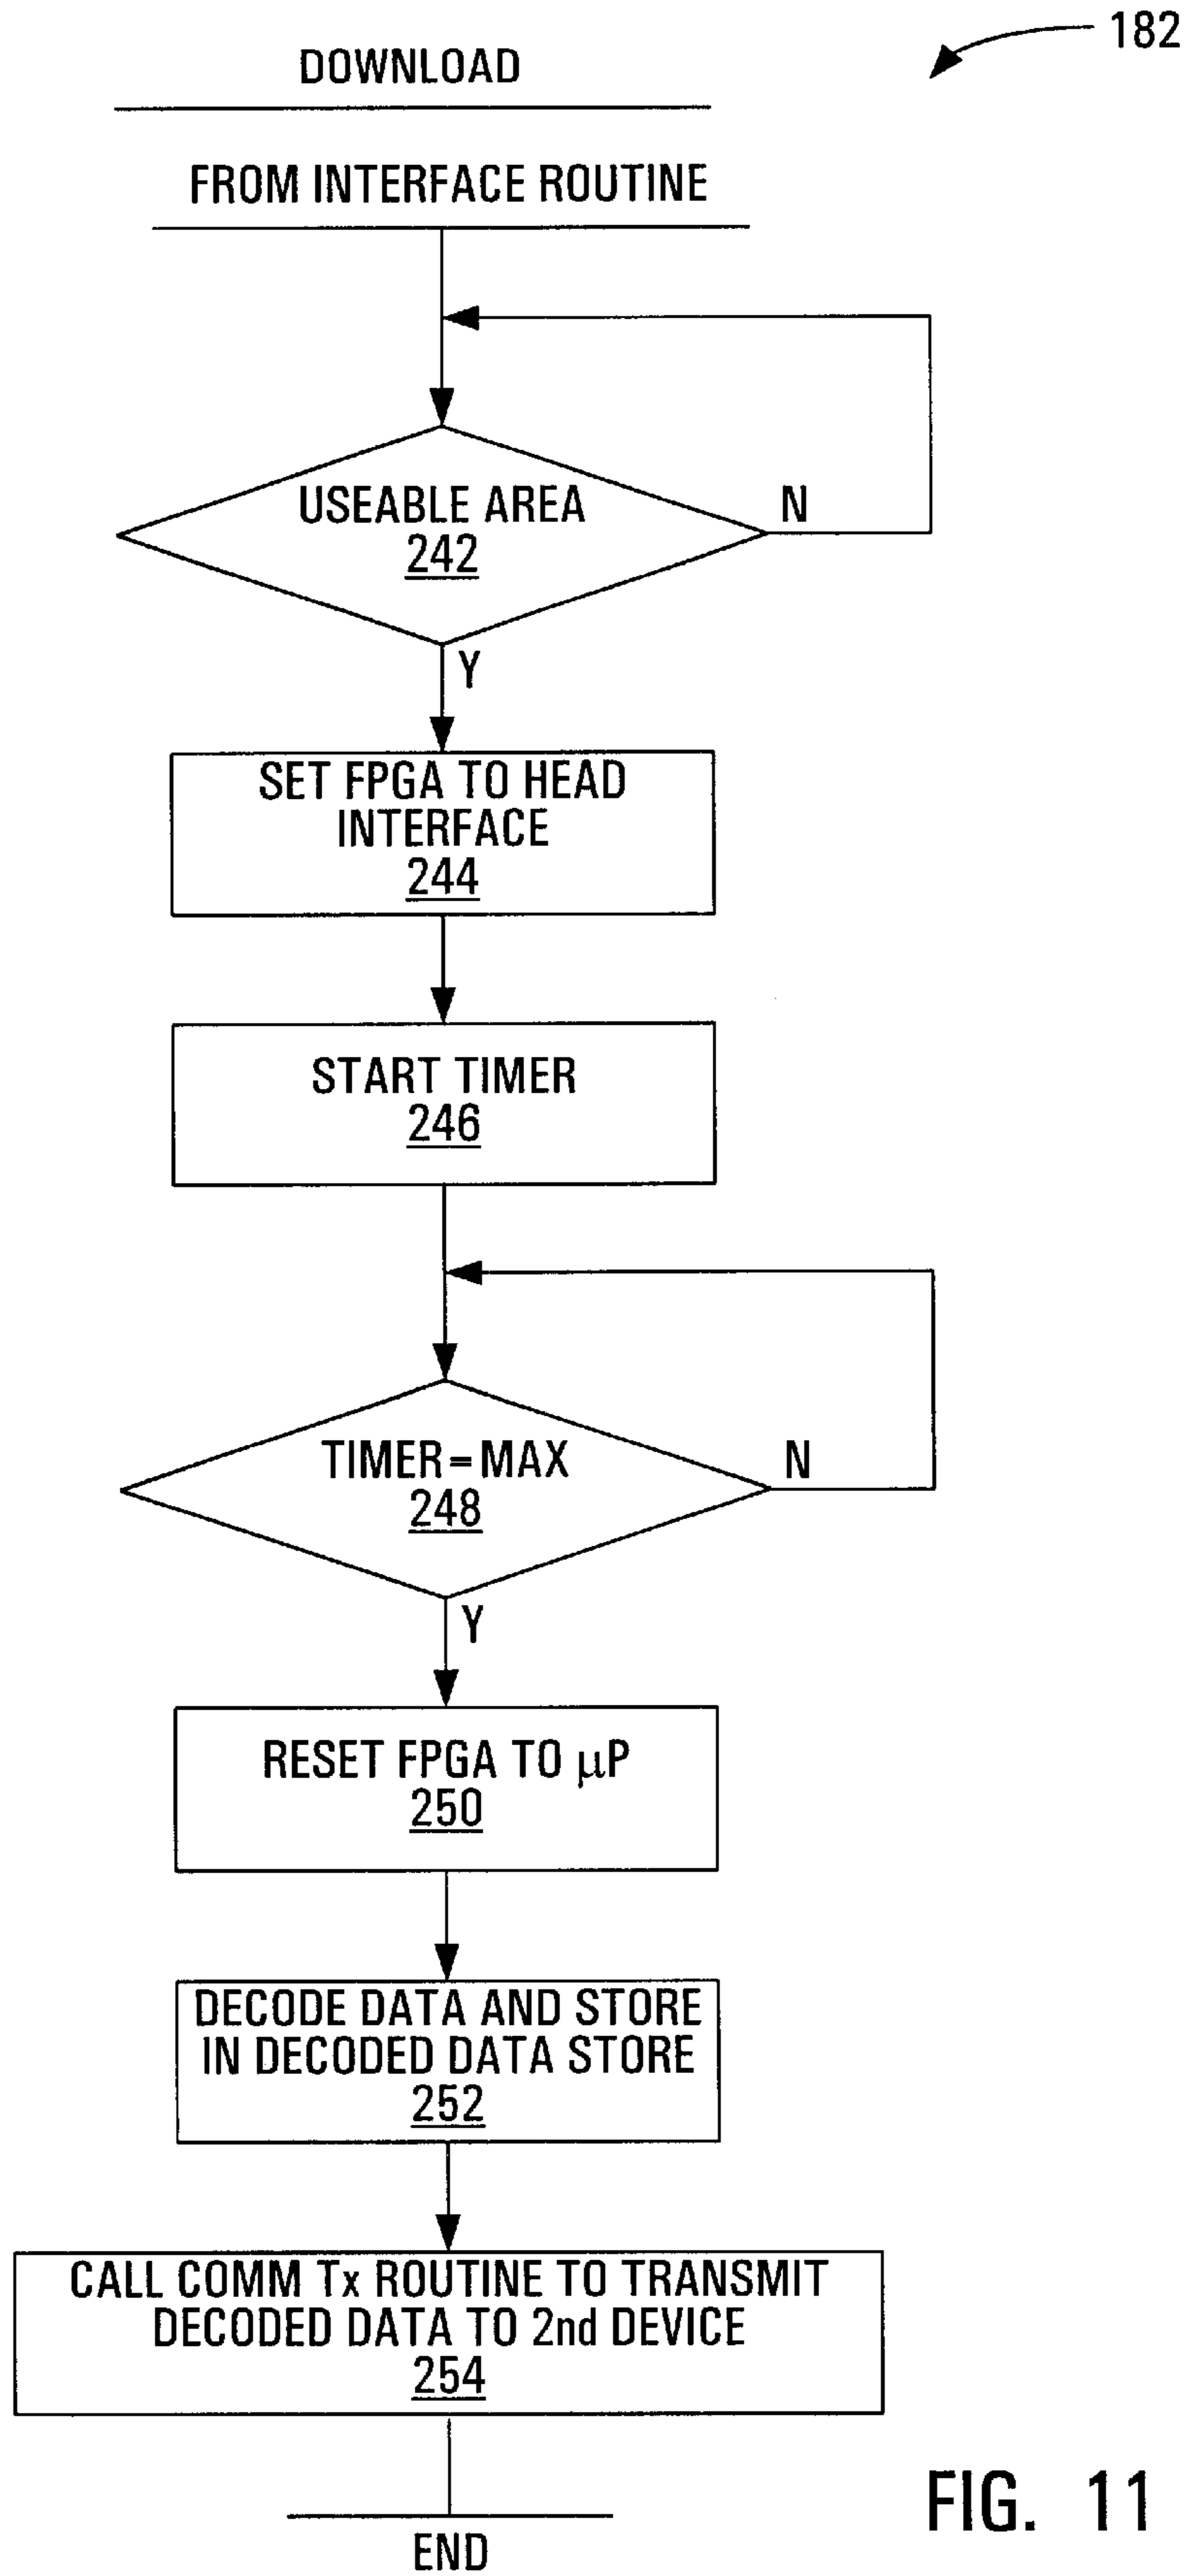 182
DOWNLOAD
FROM INTERFACE ROUTINE
USEABLE AREA
242
N
Y
SET FPGA TO HEAD
INTERFACE
244
START TIMER
246
TIMER = MAX
248
N
Y
RESET FPGA TO µP
250
DECODE DATA AND STORE
IN DECODED DATA STORE
252
CALL COMM Tx ROUTINE TO TRANSMIT
DECODED DATA TO 2nd DEVICE
254
END
FIG. 11